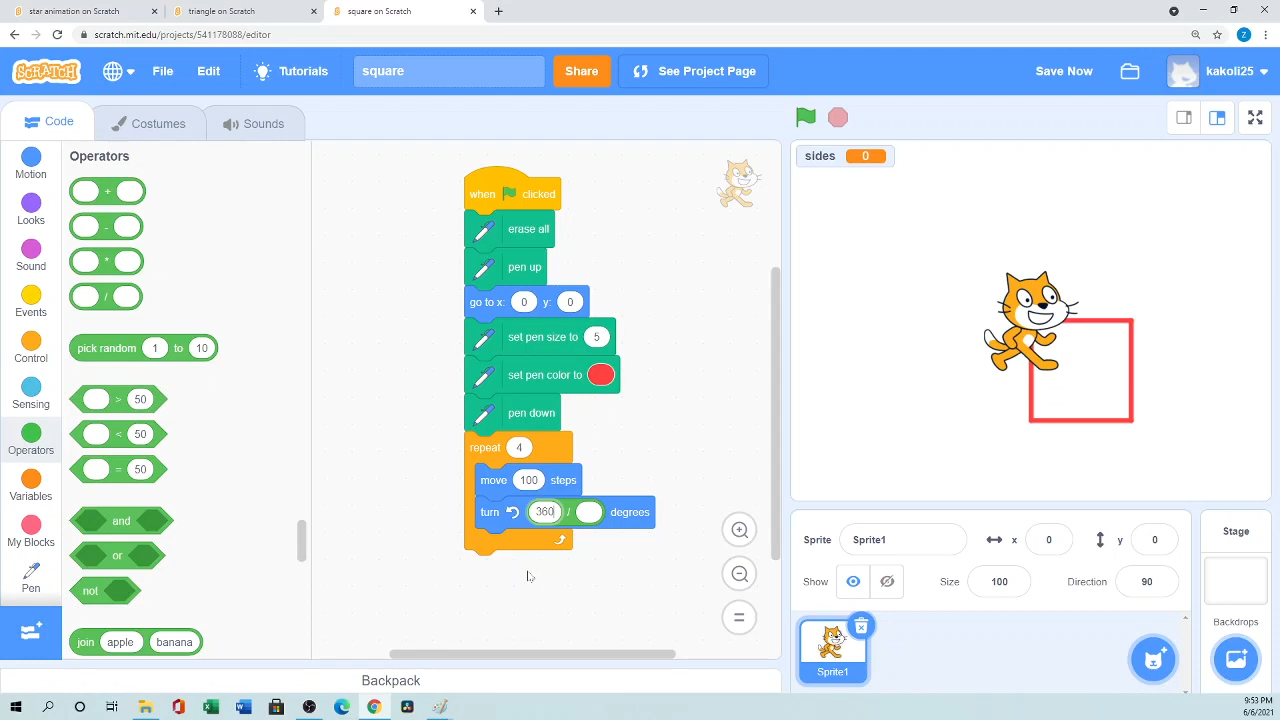 star animation on Scratch
triangle on Scratch
square on Scratch
scratch.mit.edu/projects/541178088/editor
Z
SCRATCH
File
Edit
Tutorials
square
Share
See Project Page
Save Now
kakoli25
Code
Costumes
Sounds
Motion
Looks
Sound
Events
Control
Sensing
Operators
Variables
My Blocks
Pen
Operators
+
-
*
/
pick random 1 to 10
> 50
< 50
= 50
and
or
not
join apple banana
when clicked
erase all
pen up
go to x: 0 y: 0
set pen size to 5
set pen color to
pen down
repeat 4
move 100 steps
turn 360 / degrees
Backpack
sides 0
Sprite Sprite1 x 0 y 0
Show Size 100 Direction 90
Sprite1
Stage
Backdrops
9:53 PM
6/6/2021